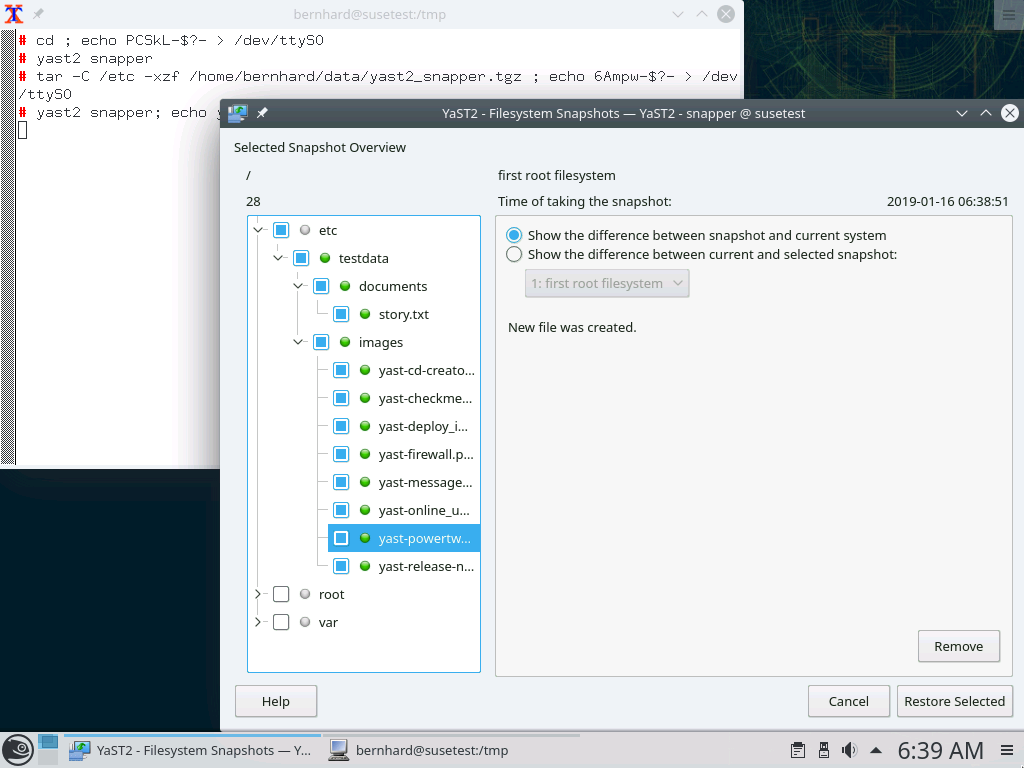 bernhard@susetest:/tmp
# cd ; echo PCSkL-$?- > /dev/ttyS0
# yast2 snapper
# tar -C /etc -xzf /home/bernhard/data/yast2_snapper.tgz ; echo 6Ampw-$?- > /dev
/ttyS0
# yast2 snapper; echo
YaST2 - Filesystem Snapshots — YaST2 - snapper @ susetest
Selected Snapshot Overview
/ first root filesystem
28 Time of taking the snapshot: 2019-01-16 06:38:51
etc
testdata
documents
story.txt
images
yast-cd-creato...
yast-checkme...
yast-deploy_i...
yast-firewall.p...
yast-message...
yast-online_u...
yast-powertw...
yast-release-n...
root
var
Show the difference between snapshot and current system
Show the difference between current and selected snapshot:
1: first root filesystem
New file was created.
Remove
Help
Cancel
Restore Selected
YaST2 - Filesystem Snapshots — Y...
bernhard@susetest:/tmp
6:39 AM